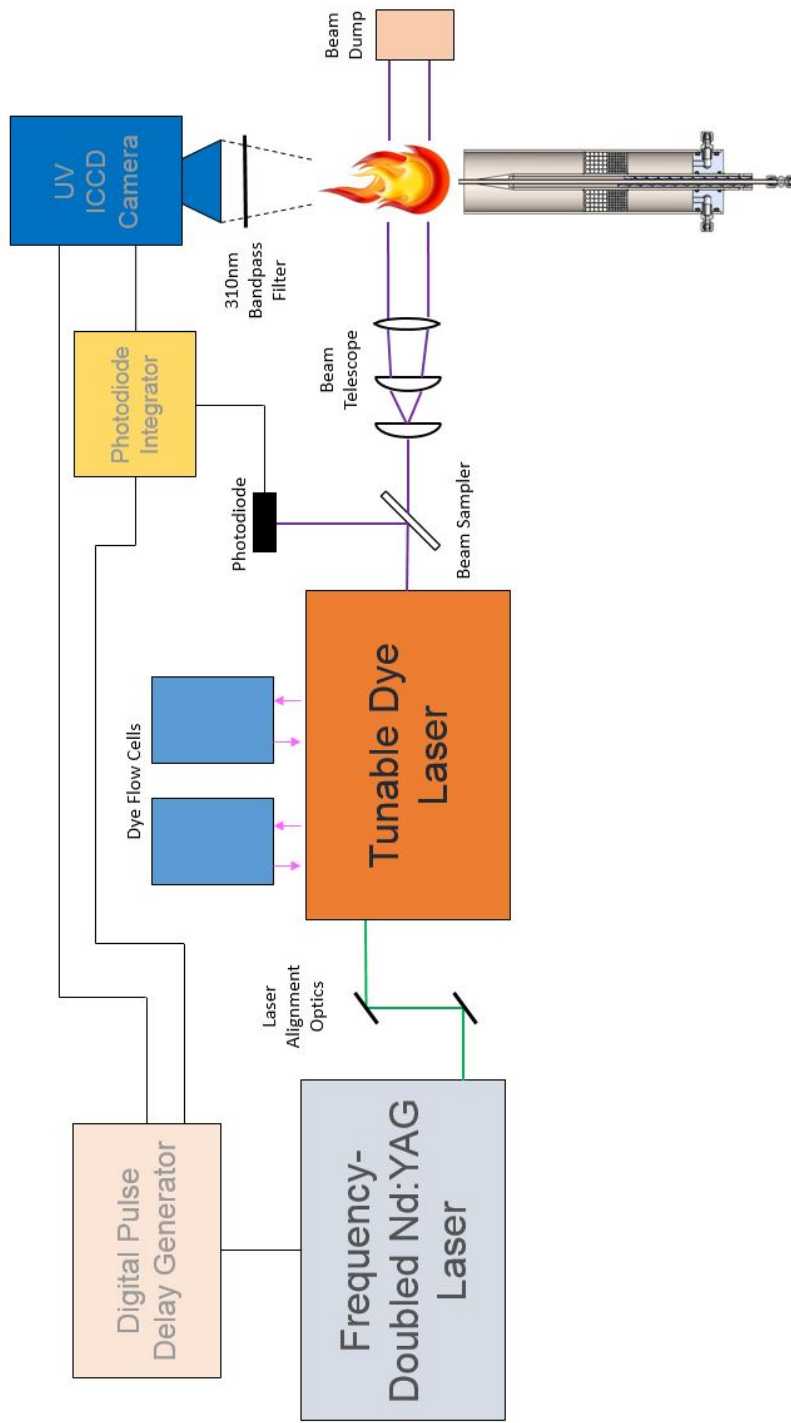 Digital Pulse
Delay Generator
Frequency-
Doubled Nd:YAG
Laser
Laser
Alignment
Optics
Dye Flow Cells
Tunable Dye
Laser
Photodiode
Beam Sampler
Photodiode
Integrator
Beam
Telescope
310nm
Bandpass
Filter
UV
ICCD
Camera
Beam
Dump